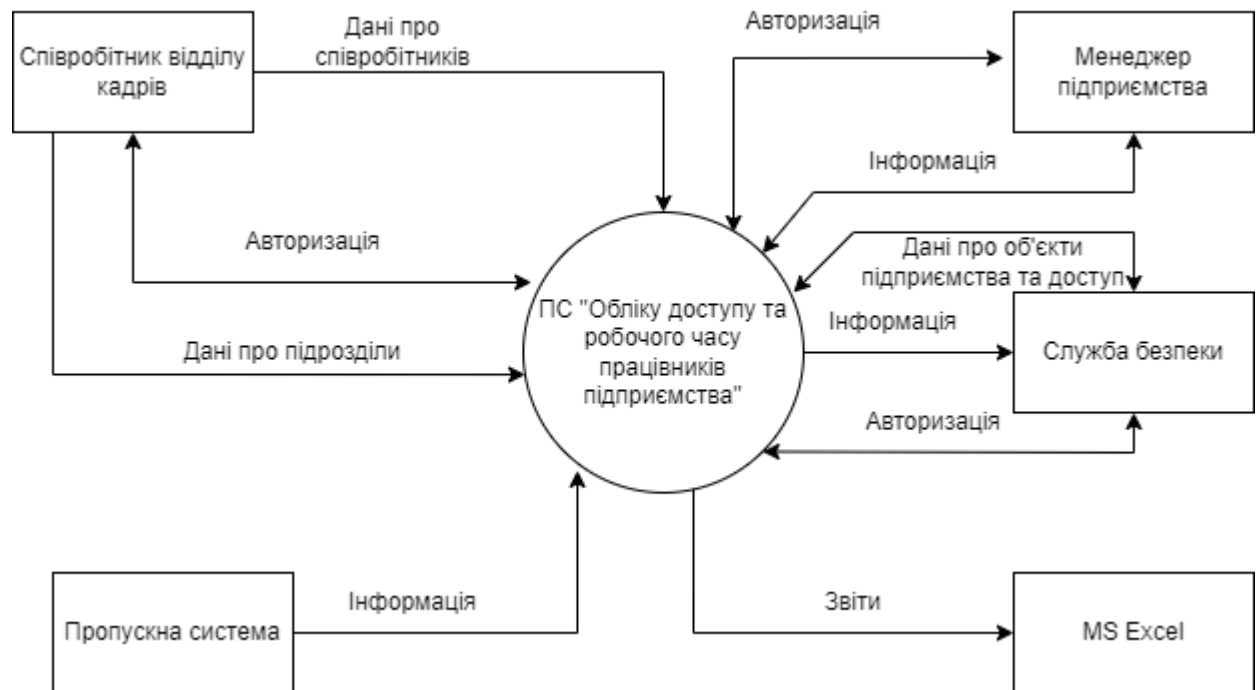 Співробітник відділу
кадрів
Дані про
співробітників
Авторизація
Менеджер
підприємства
Інформація
Авторизація
Дані про об'єкти
підприємства та доступ
ПС "Обліку доступу та
робочого часу
працівників
підприємства"
Інформація
Служба безпеки
Дані про підрозділи
Авторизація
Пропускна система
Інформація
Звіти
MS Excel